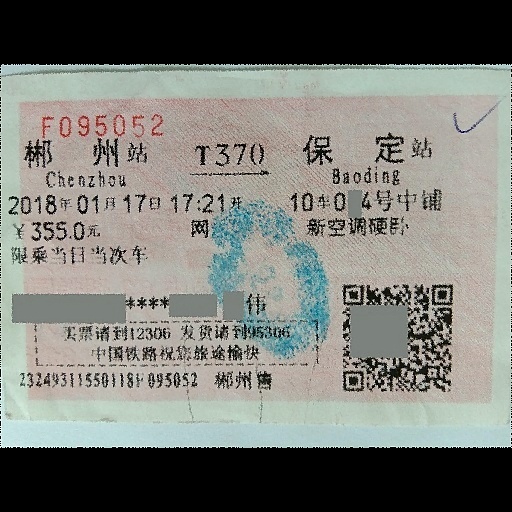 F095052
郴 州站 T370 保 定站
Chenzhou Baoding
2018年01月17日 17:21开 10车0 4号中铺
￥355.0元 网 新空调硬卧
限乘当日当次车
**** 伟
买票请到12306 发货请到95306
中国铁路祝您旅途愉快
23249311550118F095052 郴州售